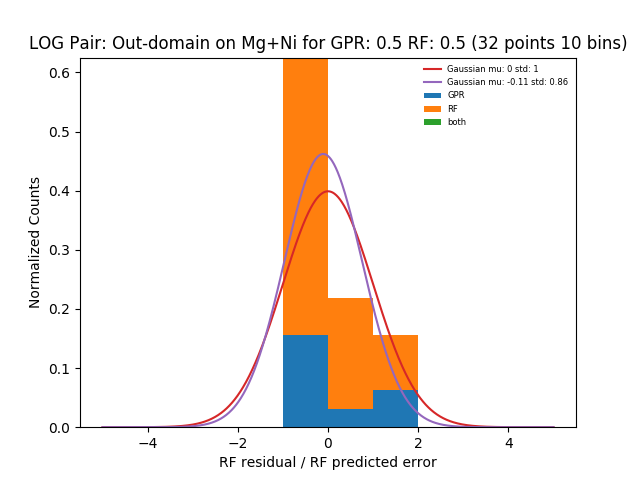 LOG Pair: Out-domain on Mg+Ni for GPR: 0.5 RF: 0.5 (32 points 10 bins)
Gaussian mu: 0 std: 1
Gaussian mu: -0.11 std: 0.86
GPR
RF
both
0.6
0.5
0.4
0.3
0.2
0.1
0.0
Normalized Counts
−4
−2
0
2
4
RF residual / RF predicted error